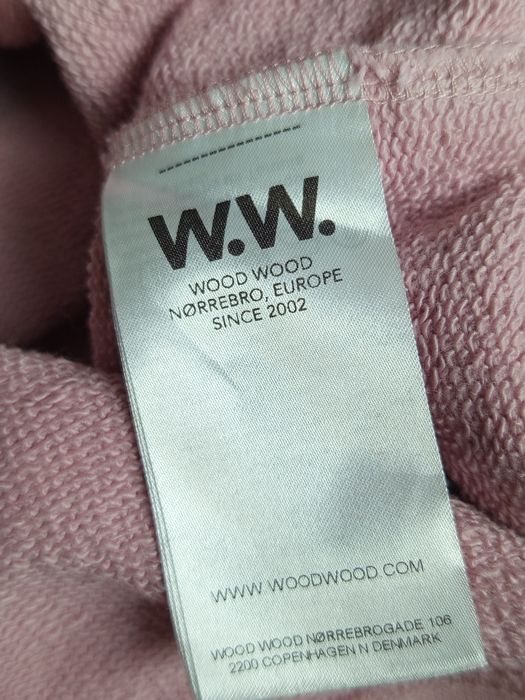 W.W.
WOOD WOOD
NØRREBRO, EUROPE
SINCE 2002
WWW.WOODWOOD.COM
WOOD WOOD NØRREBROGADE 106
2200 COPENHAGEN N DENMARK